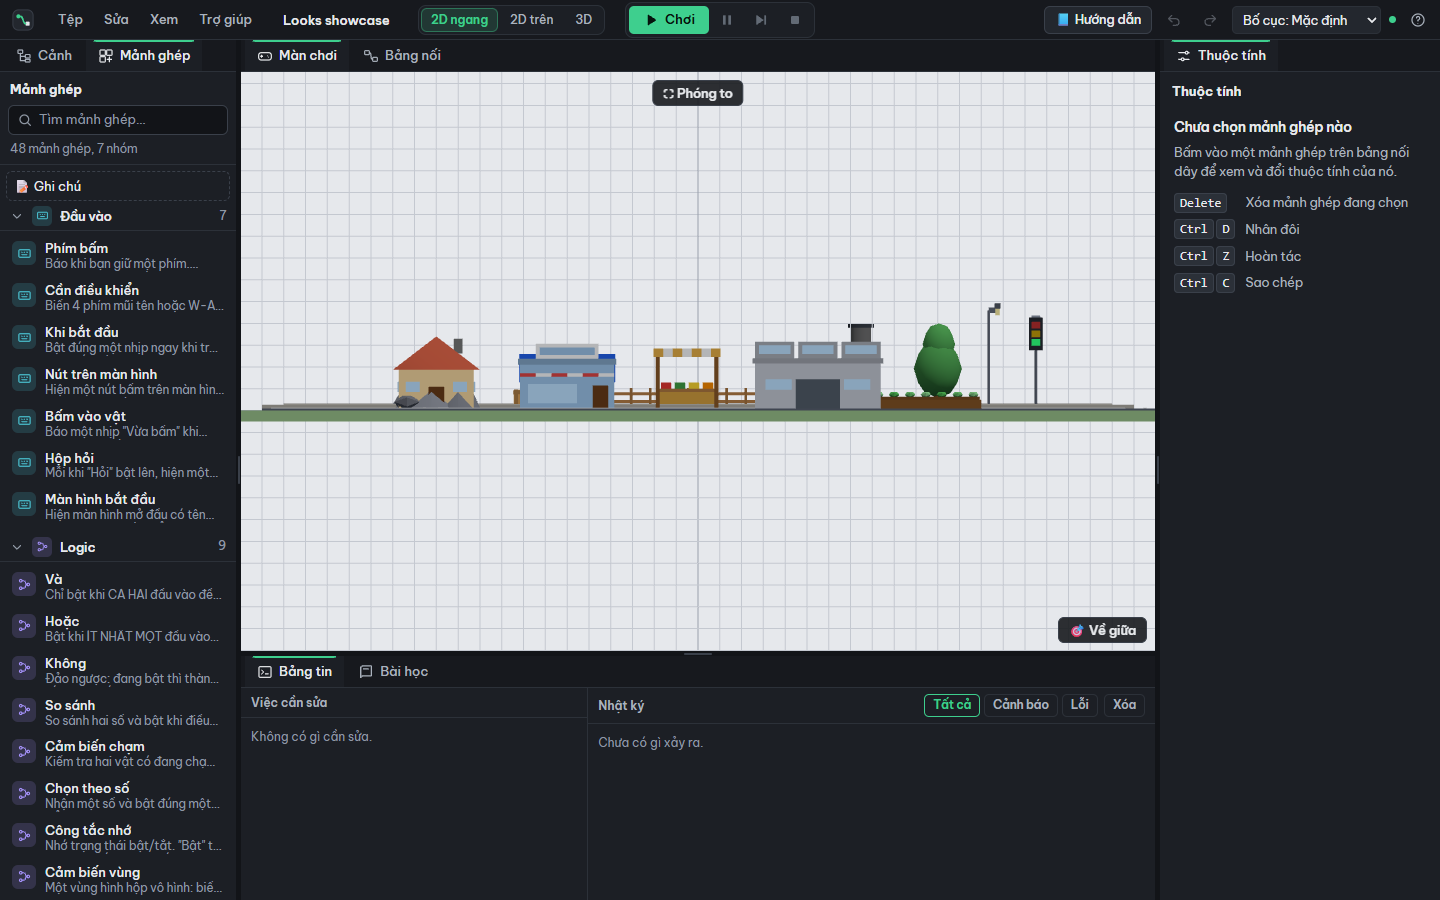 Tệp Sửa Xem Trợ giúp Looks showcase 2D ngang 2D trên 3D Chơi Hướng dẫn Bố cục: Mặc định
Cảnh Mảnh ghép
Mảnh ghép
Tìm mảnh ghép...
48 mảnh ghép, 7 nhóm
Ghi chú
Đầu vào 7
Phím bấm
Báo khi bạn giữ một phím....
Cần điều khiển
Biến 4 phím mũi tên hoặc W-A...
Khi bắt đầu
Bật đúng một nhịp ngay khi tr...
Nút trên màn hình
Hiện một nút bấm trên màn hìn...
Bấm vào vật
Báo một nhịp "Vừa bấm" khi...
Hộp hỏi
Mỗi khi "Hỏi" bật lên, hiện một...
Màn hình bắt đầu
Hiện màn hình mở đầu có tên...
Logic 9
Và
Chỉ bật khi CẢ HAI đầu vào đề...
Hoặc
Bật khi ÍT NHẤT MỘT đầu vào...
Không
Đảo ngược: đang bật thì thàn...
So sánh
So sánh hai số và bật khi điều...
Cảm biến chạm
Kiểm tra hai vật có đang chạ...
Chọn theo số
Nhận một số và bật đúng một...
Công tắc nhớ
Nhớ trạng thái bật/tắt. "Bật" t...
Cảm biến vùng
Một vùng hình hộp vô hình: biế...
Màn chơi Bảng nối
Phóng to
Về giữa
Bảng tin Bài học
Việc cần sửa
Không có gì cần sửa.
Nhật ký Tất cả Cảnh báo Lỗi Xóa
Chưa có gì xảy ra.
Thuộc tính
Thuộc tính
Chưa chọn mảnh ghép nào
Bấm vào một mảnh ghép trên bảng nối
dây để xem và đổi thuộc tính của nó.
Delete Xóa mảnh ghép đang chọn
Ctrl D Nhân đôi
Ctrl Z Hoàn tác
Ctrl C Sao chép